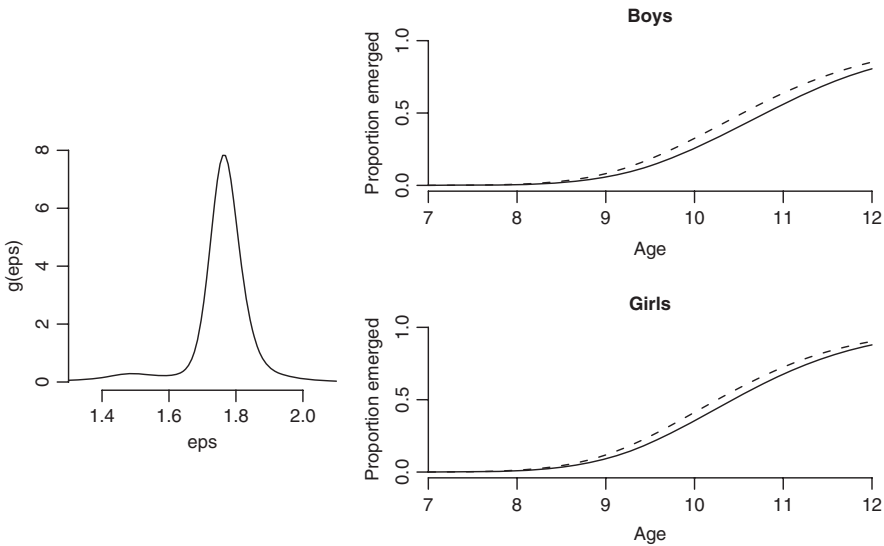 g(eps)
8
6
4
2
0
1.4 1.6 1.8 2.0
eps
Boys
Proportion emerged
1.0
0.5
0.0
7 8 9 10 11 12
Age
Girls
Proportion emerged
1.0
0.5
0.0
7 8 9 10 11 12
Age